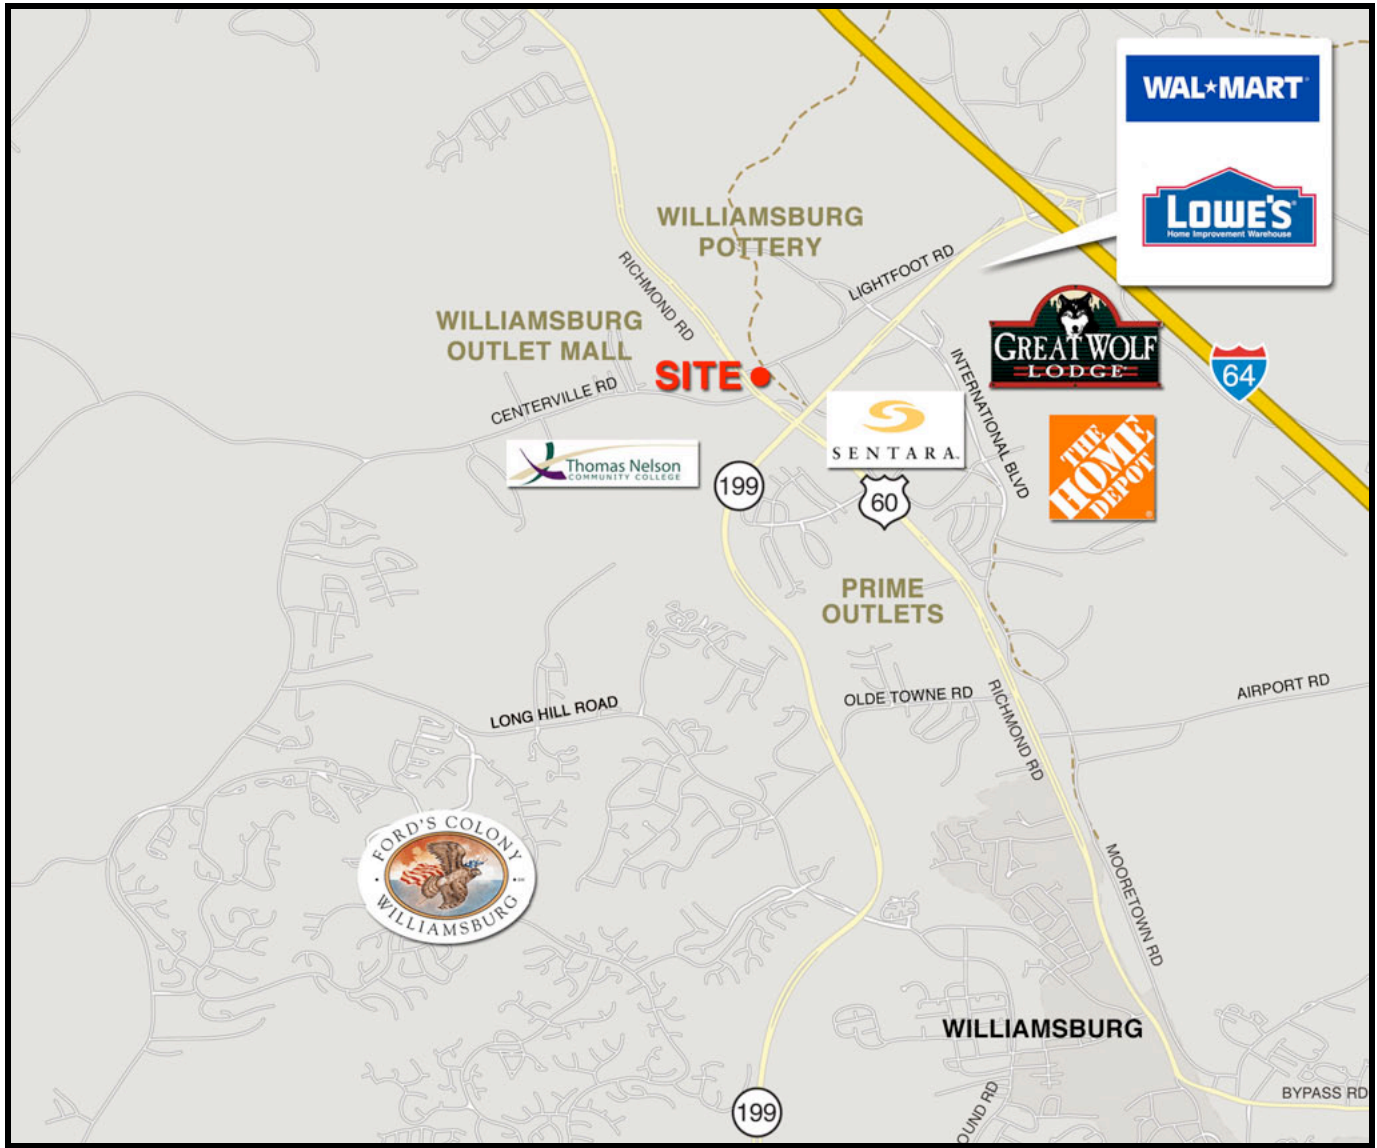 WAL★MART
LOWE'S
Home Improvement Warehouse
WILLIAMSBURG
POTTERY
LIGHTFOOT RD
RICHMOND RD
WILLIAMSBURG
OUTLET MALL
GREAT WOLF
LODGE
INTERNATIONAL BLVD
64
SITE
CENTERVILLE RD
SENTARA
Thomas Nelson
COMMUNITY COLLEGE
THE
HOME
DEPOT
199
60
PRIME
OUTLETS
OLDE TOWNE RD
RICHMOND RD
AIRPORT RD
LONG HILL ROAD
FORD'S COLONY
WILLIAMSBURG
MOORETOWN RD
WILLIAMSBURG
BYPASS RD
199
OUND RD